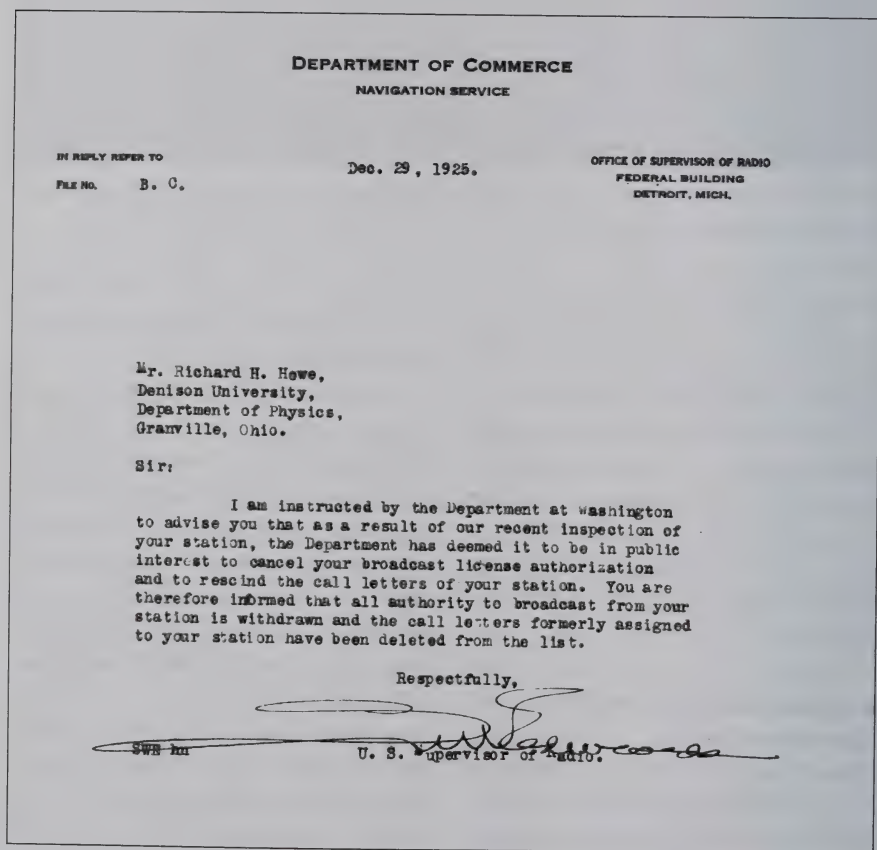 DEPARTMENT OF COMMERCE
NAVIGATION SERVICE
IN REPLY REFER TO
FILE NO. B. C.
Dec. 29, 1925.
OFFICE OF SUPERVISOR OF RADIO
FEDERAL BUILDING
DETROIT, MICH.
Mr. Richard H. Howe,
Denison University,
Department of Physics,
Granville, Ohio.
Sir:
I am instructed by the Department at Washington
to advise you that as a result of our recent inspection of
your station, the Department has deemed it to be in public
interest to cancel your broadcast license authorization
and to rescind the call letters of your station. You are
therefore informed that all authority to broadcast from your
station is withdrawn and the call letters formerly assigned
to your station have been deleted from the list.
Respectfully,
U. S. Supervisor of Radio.